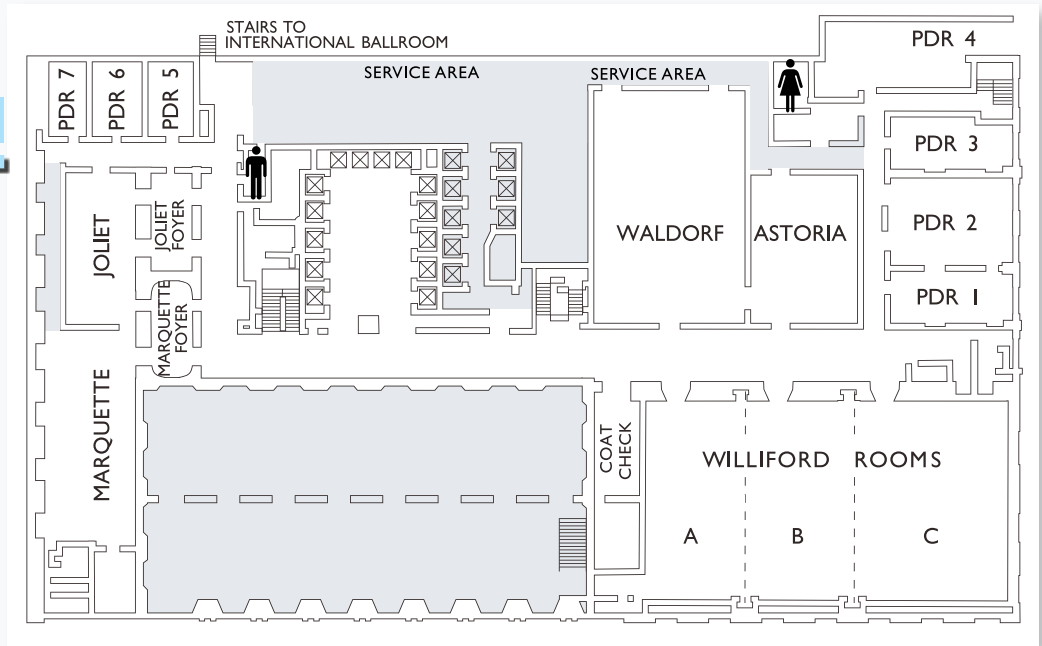 STAIRS TO
INTERNATIONAL BALLROOM
PDR 4
SERVICE AREA
SERVICE AREA
PDR 7
PDR 6
PDR 5
PDR 3
JOLIET
JOLIET
FOYER
WALDORF
ASTORIA
PDR 2
PDR 1
MARQUETTE
FOYER
MARQUETTE
COAT
CHECK
WILLIFORD ROOMS
A
B
C